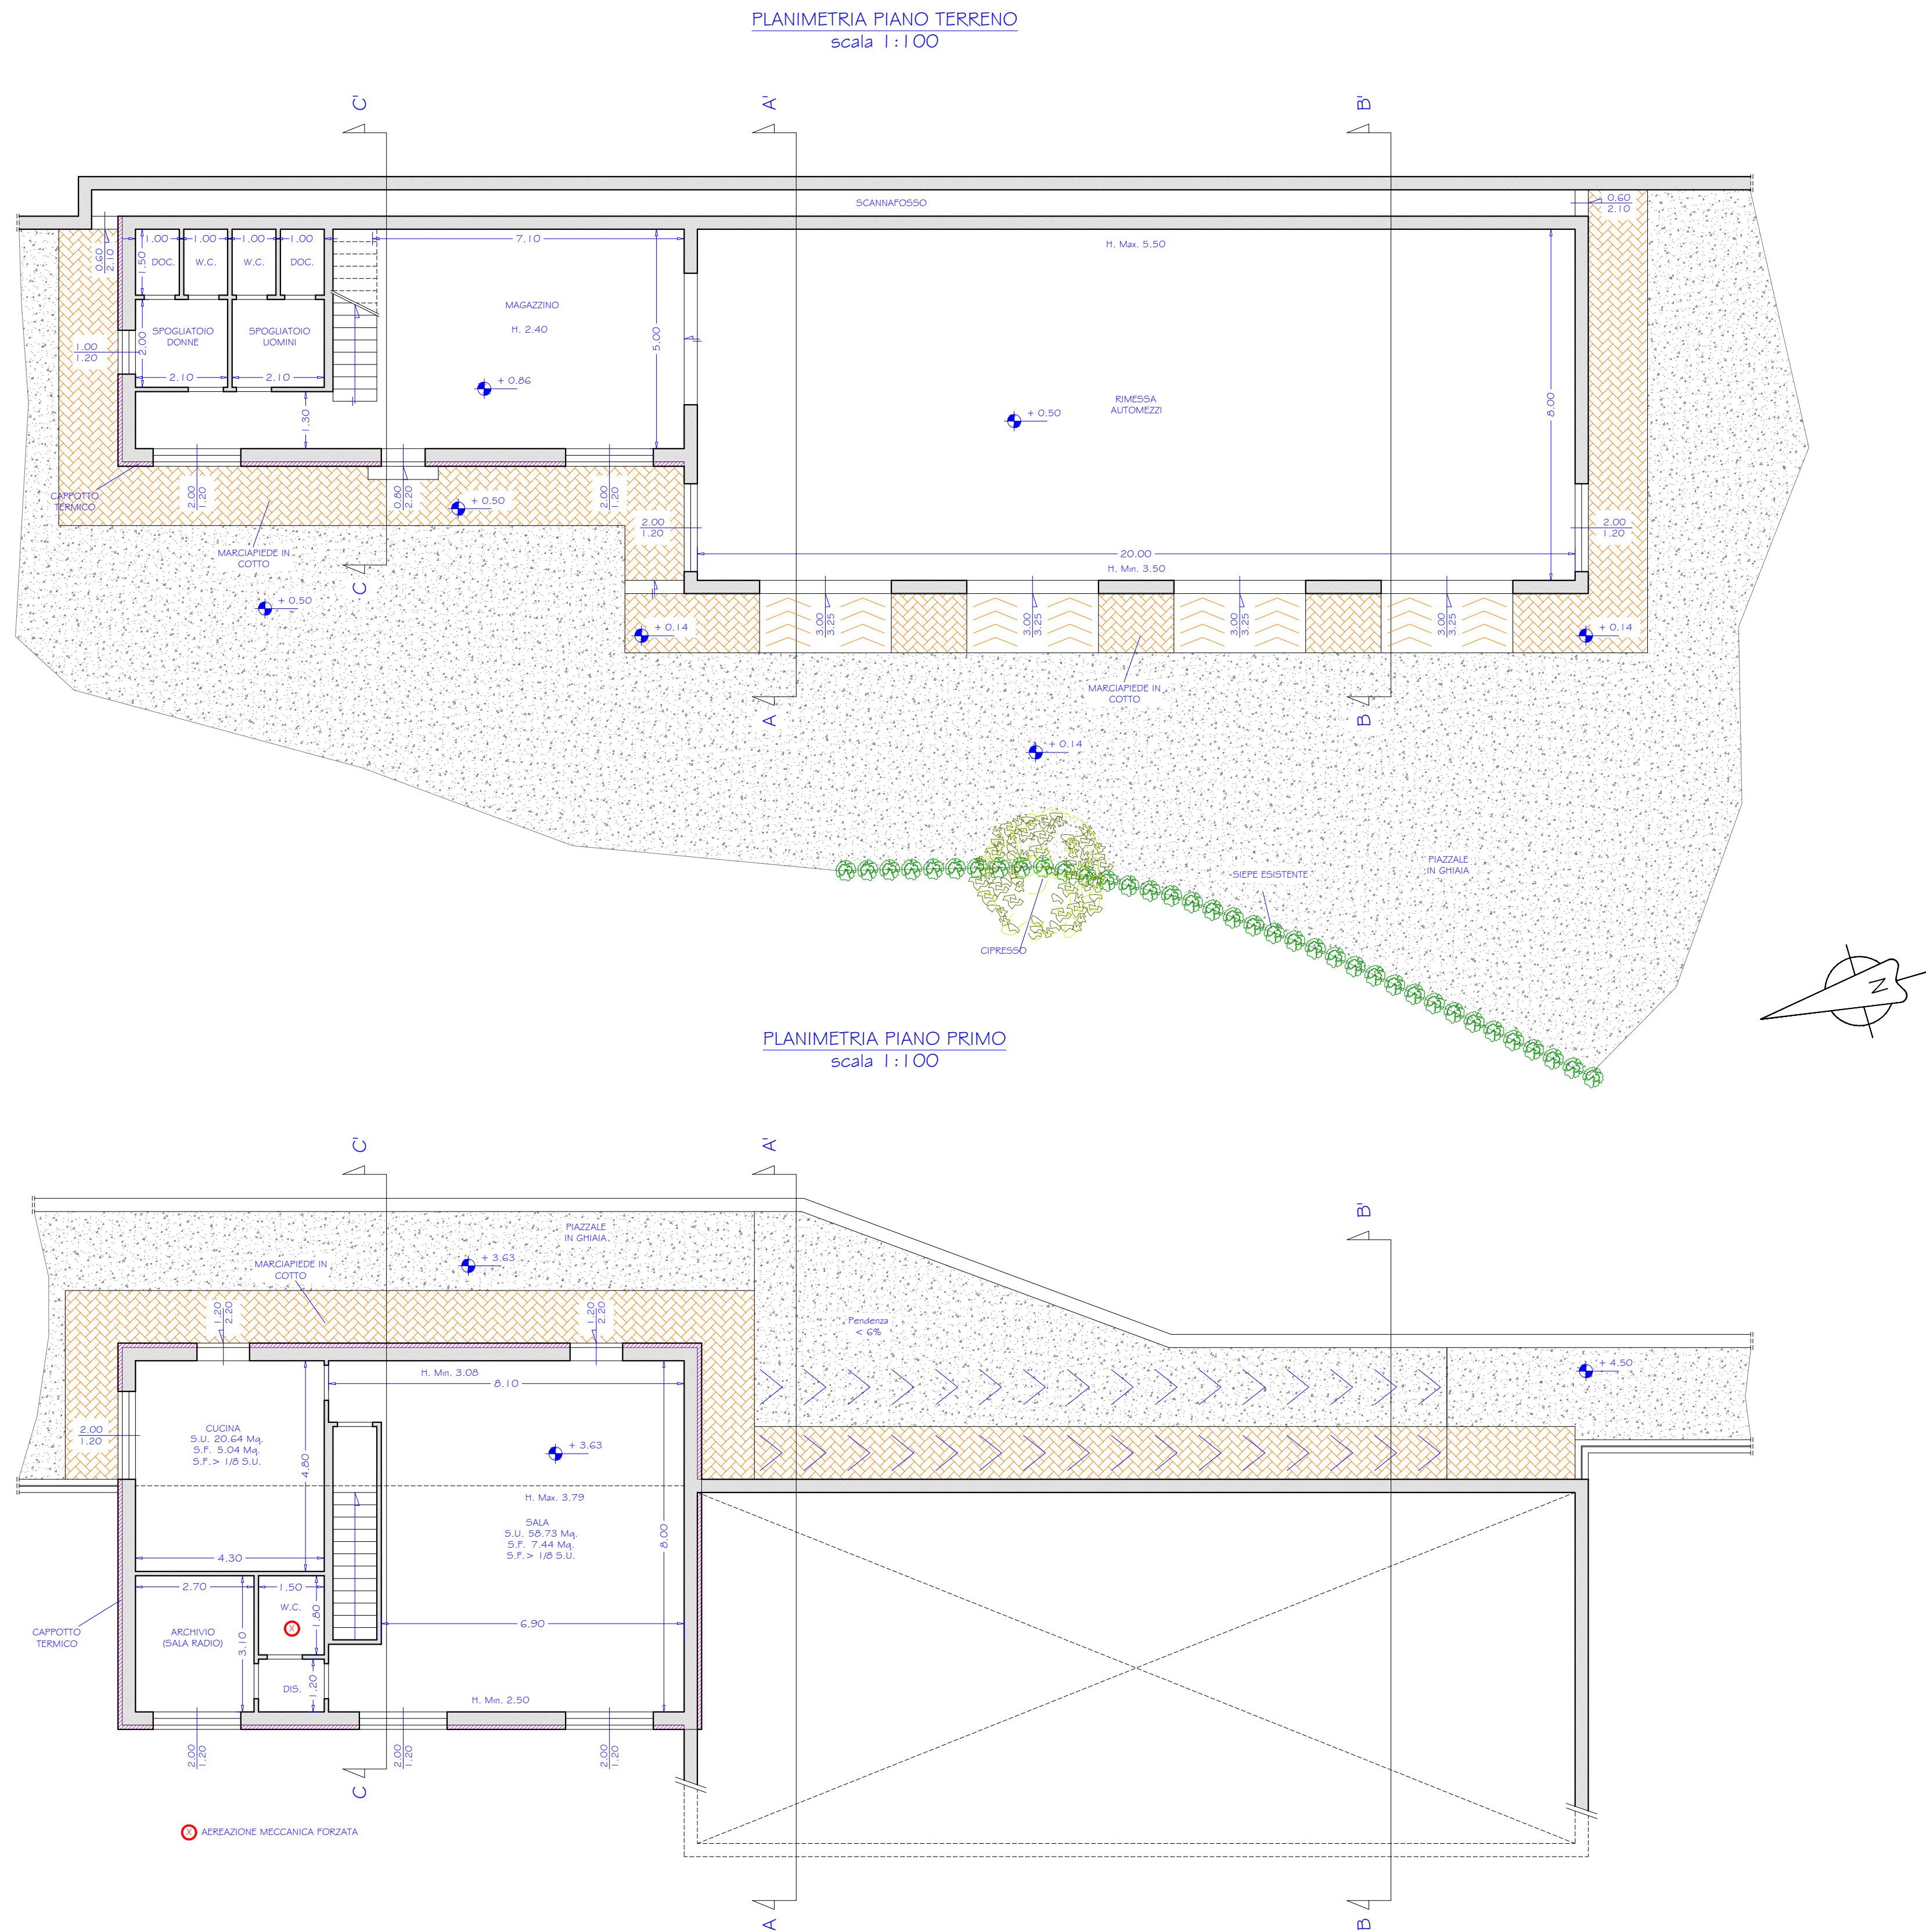 PLANIMETRIA PIANO TERRENO
scala 1:100
C'
A'
B'
SCANNAFOSSO
0.60
2.10
0.60
2.10
1.00
1.00
1.00
1.00
7.10
H. Max. 5.50
DOC.
W.C.
W.C.
DOC.
1.50
MAGAZZINO
H. 2.40
SPOGLIATOIO
DONNE
SPOGLIATOIO
UOMINI
1.00
1.20
2.00
5.00
2.10
2.10
+ 0.86
1.30
RIMESSA
AUTOMEZZI
+ 0.50
8.00
CAPPOTTO
TERMICO
2.00
1.20
0.80
2.20
2.00
1.20
+ 0.50
2.00
1.20
2.00
1.20
MARCIAPIEDE IN
COTTO
20.00
H. Min. 3.50
C
+ 0.50
+ 0.14
3.00
3.25
3.00
3.25
3.00
3.25
3.00
3.25
+ 0.14
MARCIAPIEDE IN
COTTO
A
B
+ 0.14
PIAZZALE
IN GHIAIA
SIEPE ESISTENTE
CIPRESSO
N
PLANIMETRIA PIANO PRIMO
scala 1:100
C'
A'
B'
PIAZZALE
IN GHIAIA
+ 3.63
MARCIAPIEDE IN
COTTO
1.20
2.20
1.20
2.20
Pendenza
< 6%
+ 4.50
H. Min. 3.08
8.10
2.00
1.20
CUCINA
S.U. 20.64 Mq.
S.F. 5.04 Mq.
S.F. > 1/8 S.U.
4.80
+ 3.63
H. Max. 3.79
SALA
S.U. 58.73 Mq.
S.F. 7.44 Mq.
S.F. > 1/8 S.U.
8.00
4.30
2.70
1.50
W.C.
1.80
X
6.90
CAPPOTTO
TERMICO
ARCHIVIO
(SALA RADIO)
3.10
DIS.
1.20
H. Min. 2.50
2.00
1.20
2.00
1.20
2.00
1.20
C
X AEREAZIONE MECCANICA FORZATA
A
B